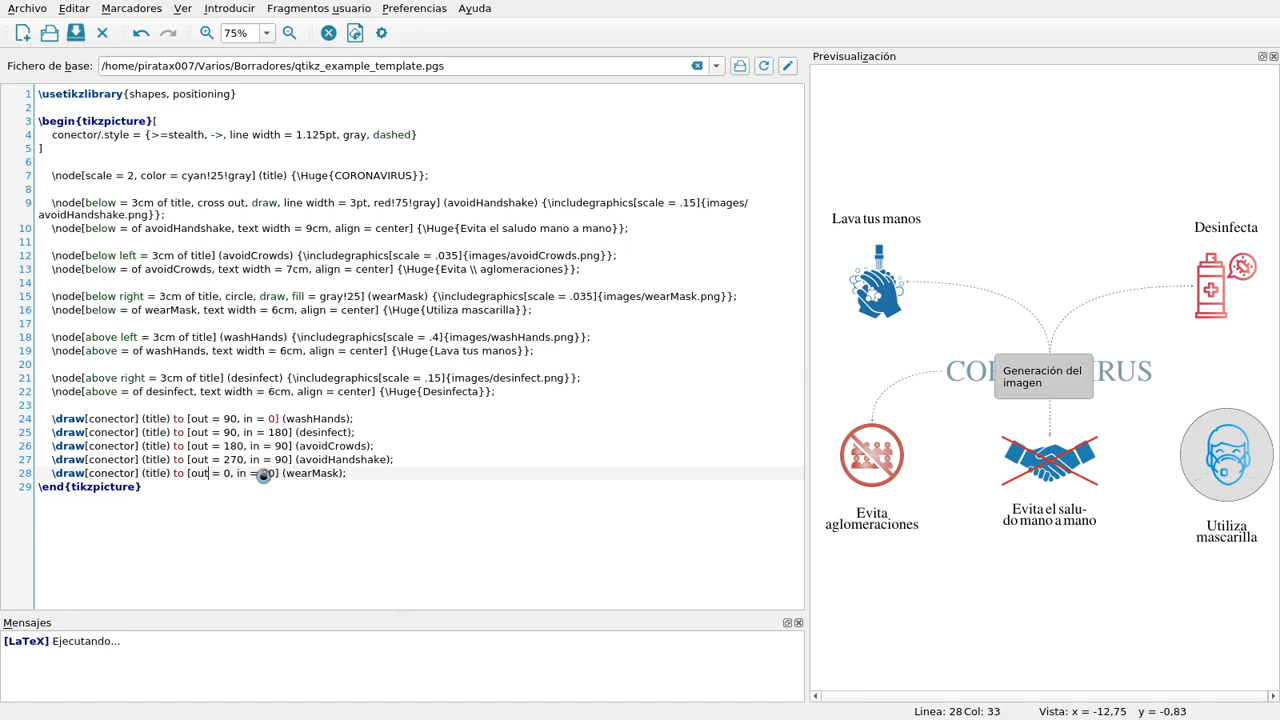 Archivo Editar Marcadores Ver Introducir Fragmentos usuario Preferencias Ayuda
75%
Fichero de base: /home/piratax007/Varios/Borradores/qtikz_example_template.pgs
1 \usetikzlibrary{shapes, positioning}
2
3 \begin{tikzpicture}[
4 conector/.style = {>=stealth, ->, line width = 1.125pt, gray, dashed}
5 ]
6
7 \node[scale = 2, color = cyan!25!gray] (title) {\Huge{CORONAVIRUS}};
8
9 \node[below = 3cm of title, cross out, draw, line width = 3pt, red!75!gray] (avoidHandshake) {\includegraphics[scale = .15]{images/
avoidHandshake.png}};
10 \node[below = of avoidHandshake, text width = 9cm, align = center] {\Huge{Evita el saludo mano a mano}};
11
12 \node[below left = 3cm of title] (avoidCrowds) {\includegraphics[scale = .035]{images/avoidCrowds.png}};
13 \node[below = of avoidCrowds, text width = 7cm, align = center] {\Huge{Evita \\ aglomeracions}};
14
15 \node[below right = 3cm of title, circle, draw, fill = gray!25] (wearMask) {\includegraphics[scale = .035]{images/wearMask.png}};
16 \node[below = of wearMask, text width = 6cm, align = center] {\Huge{Utiliza mascarilla}};
17
18 \node[above left = 3cm of title] (washHands) {\includegraphics[scale = .4]{images/washHands.png}};
19 \node[above = of washHands, text width = 6cm, align = center] {\Huge{Lava tus manos}};
20
21 \node[above right = 3cm of title] (desinfect) {\includegraphics[scale = .15]{images/desinfect.png}};
22 \node[above = of desinfect, text width = 6cm, align = center] {\Huge{Desinfecta}};
23
24 \draw[conector] (title) to [out = 90, in = 0] (washHands);
25 \draw[conector] (title) to [out = 90, in = 180] (desinfect);
26 \draw[conector] (title) to [out = 180, in = 90] (avoidCrowds);
27 \draw[conector] (title) to [out = 270, in = 90] (avoidHandshake);
28 \draw[conector] (title) to [out = 0, in = 0] (wearMask);
29 \end{tikzpicture}
Mensajes
[LaTeX] Ejecutando...
Previsualización
Lava tus manos
Desinfecta
Generación del
imagen
Evita
aglomeraciones
Evita el salu-
do mano a mano
Utiliza
mascarilla
Linea: 28 Col: 33 Vista: x = -12,75 y = -0,83